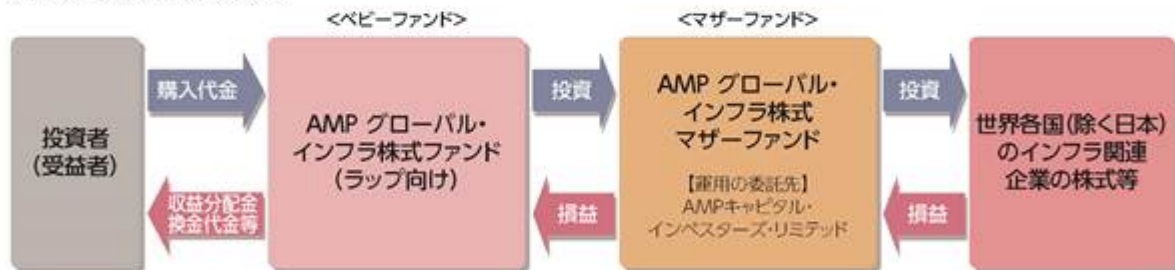 <ベビーファンド>
<マザーファンド>
投資者
(受益者)
購入代金
収益分配金
換金代金等
AMP グローバル・
インフラ株式ファンド
(ラップ向け)
投資
損益
AMP グローバル・
インフラ株式
マザーファンド
【運用の委託先】
AMPキャピタル・
インベスターズ・リミテッド
投資
損益
世界各国(除く日本)
のインフラ関連
企業の株式等